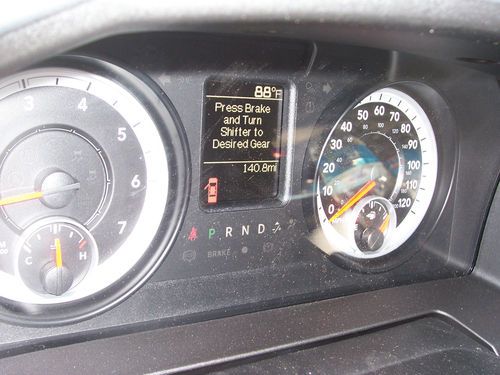 88°F
Press Brake
and Turn
Shifter to
Desired Gear
140.8mi
P R N D
BRAKE
3
4
5
6
7
C H
0
10
20
30
40
50
60
70
80
90
100
110
120